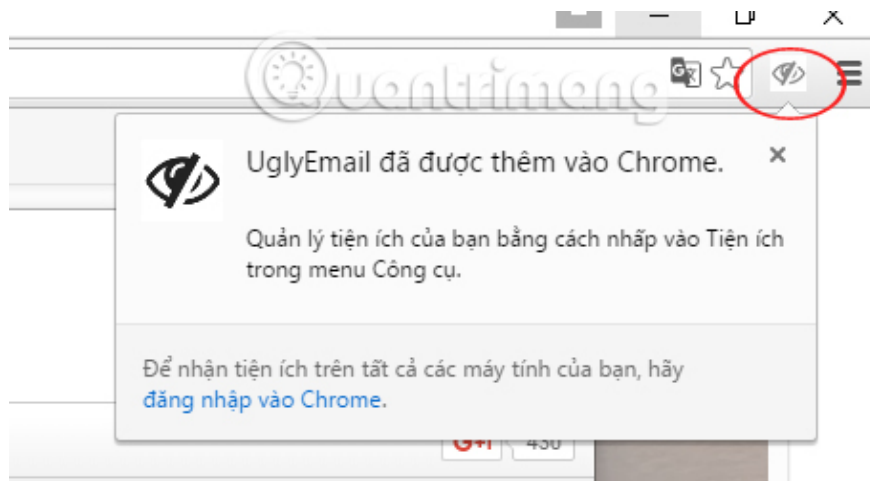 Quantrimang
UglyEmail đã được thêm vào Chrome.
Quản lý tiện ích của bạn bằng cách nhấp vào Tiện ích
trong menu Công cụ.
Để nhận tiện ích trên tất cả các máy tính của bạn, hãy
đăng nhập vào Chrome.
G+1 430